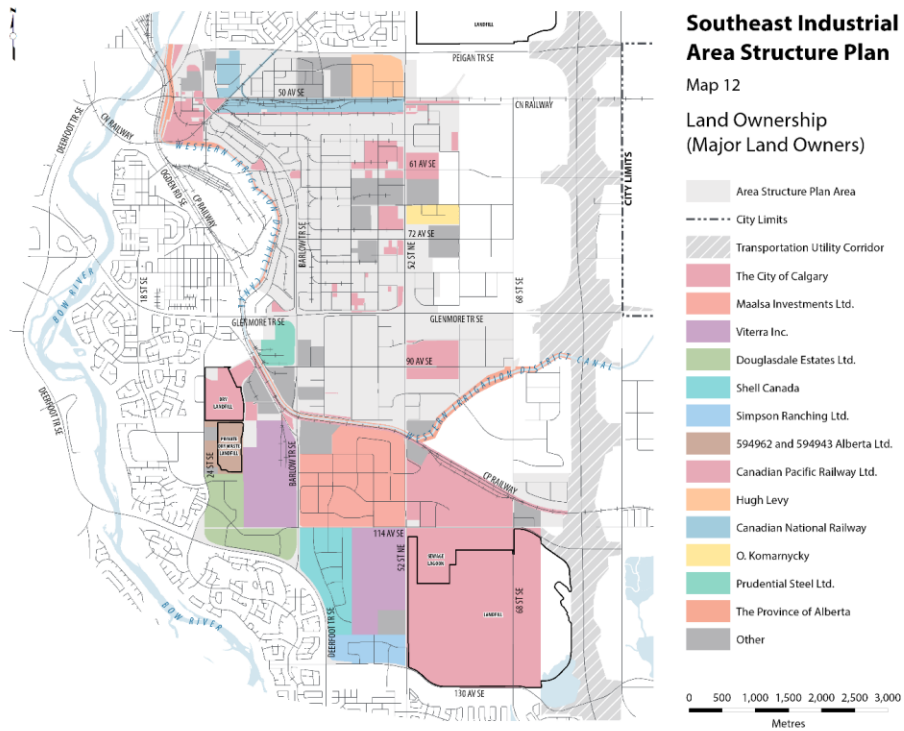 Southeast Industrial
Area Structure Plan
Map 12
Land Ownership
(Major Land Owners)
Area Structure Plan Area
City Limits
Transportation Utility Corridor
The City of Calgary
Maalsa Investments Ltd.
Viterra Inc.
Douglasdale Estates Ltd.
Shell Canada
Simpson Ranching Ltd.
594962 and 594943 Alberta Ltd.
Canadian Pacific Railway Ltd.
Hugh Levy
Canadian National Railway
O. Komarnycky
Prudential Steel Ltd.
The Province of Alberta
Other
0 500 1,000 1,500 2,000 2,500 3,000
Metres
LANDFILL
PEIGAN TR SE
50 AV SE
CN RAILWAY
DEERFOOT TR SE
CN RAILWAY
WESTERN IRRIGATION DISTRICT CANAL
61 AV SE
CITY LIMITS
OGDEN RD SE
CP RAILWAY
BARLOW TR SE
72 AV SE
52 ST NE
BOW RIVER
18 ST SE
68 ST SE
GLENMORE TR SE
GLENMORE TR SE
90 AV SE
WESTERN IRRIGATION DISTRICT CANAL
DEERFOOT TR SE
DRY
LANDFILL
PRIVATE
DRY WASTE
LANDFILL
24 ST SE
BARLOW TR SE
CP RAILWAY
114 AV SE
52 ST NE
SEWAGE
LAGOON
68 ST SE
LANDFILL
BOW RIVER
DEERFOOT TR SE
130 AV SE